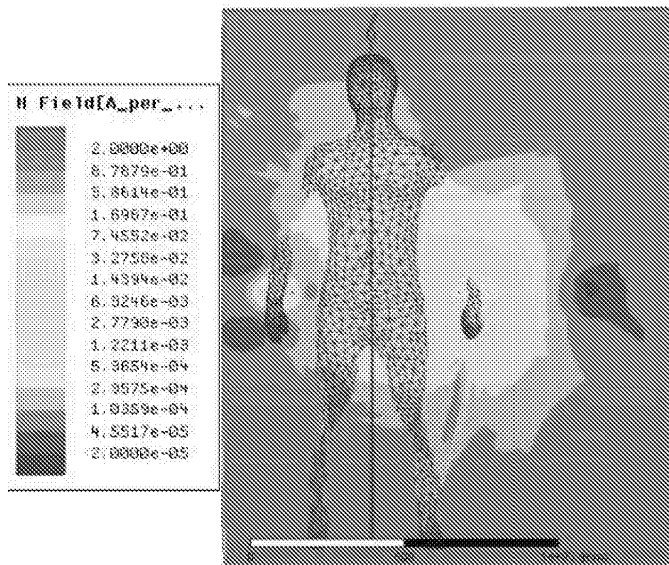 H Field[A_per_...
2.0000e+00
8.7879e-01
3.8614e-01
1.6967e-01
7.4552e-02
3.2758e-02
1.4394e-02
6.3246e-03
2.7790e-03
1.2211e-03
5.3654e-04
2.3575e-04
1.0359e-04
4.5517e-05
2.0000e-05